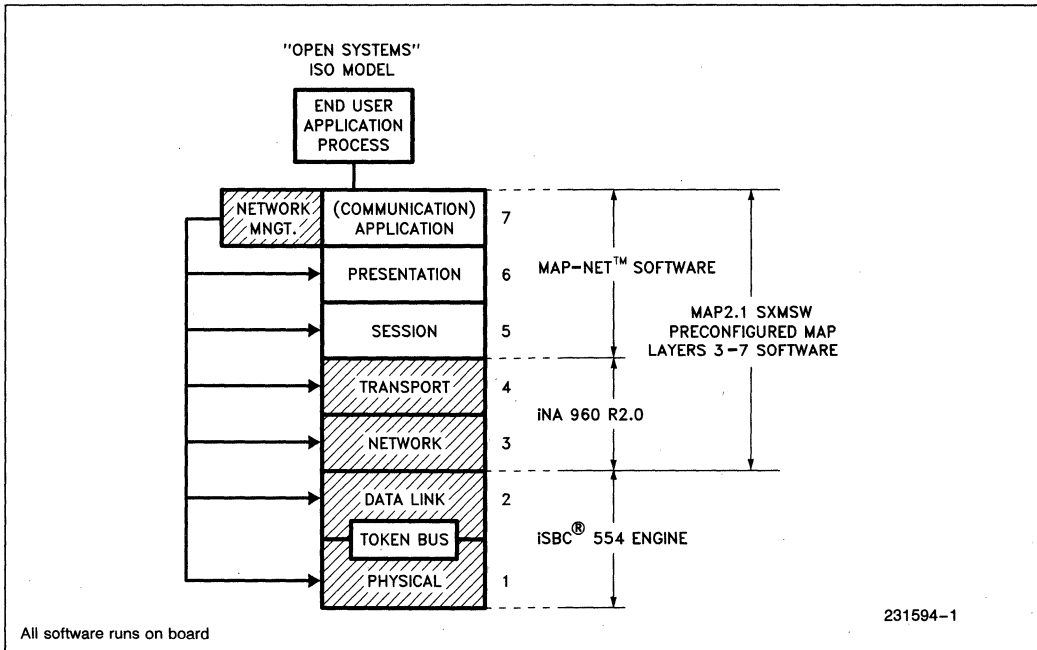 "OPEN SYSTEMS"
ISO MODEL
END USER
APPLICATION
PROCESS
NETWORK
MNGT.
(COMMUNICATION)
APPLICATION
7
PRESENTATION
6
SESSION
5
TRANSPORT
4
NETWORK
3
DATA LINK
2
TOKEN BUS
PHYSICAL
1
MAP-NET™ SOFTWARE
iNA 960 R2.0
iSBC® 554 ENGINE
MAP2.1 SXMSW
PRECONFIGURED MAP
LAYERS 3-7 SOFTWARE
231594-1
All software runs on board